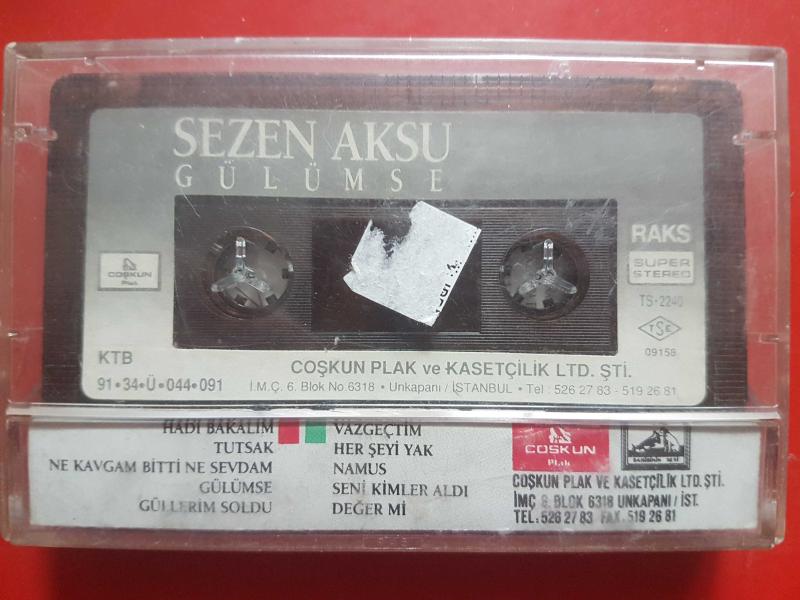 SEZEN AKSU
GÜLÜMSE
COŞKUN
Plak
RAKS
SUPER
STEREO
TS-2240
TSE
09158
KTB
91•34•Ü•044•091
COŞKUN PLAK ve KASETÇİLİK LTD. ŞTİ.
İ.M.Ç. 6. Blok No.6318 • Unkapanı / İSTANBUL • Tel : 526 27 83 - 519 26 81
HADİ BAKALIM
TUTSAK
NE KAVGAM BİTTİ NE SEVDAM
GÜLÜMSE
GÜLLERİM SOLDU
VAZGEÇTİM
HER ŞEYİ YAK
NAMUS
SENİ KİMLER ALDI
DEĞER Mİ
COŞKUN
Plak
SAHİBİNİN SESİ
COŞKUN PLAK VE KASETÇİLİK LTD. ŞTİ.
İMÇ 6. BLOK 6318 UNKAPANI / İST.
TEL: 526 27 83 FAX: 519 26 81